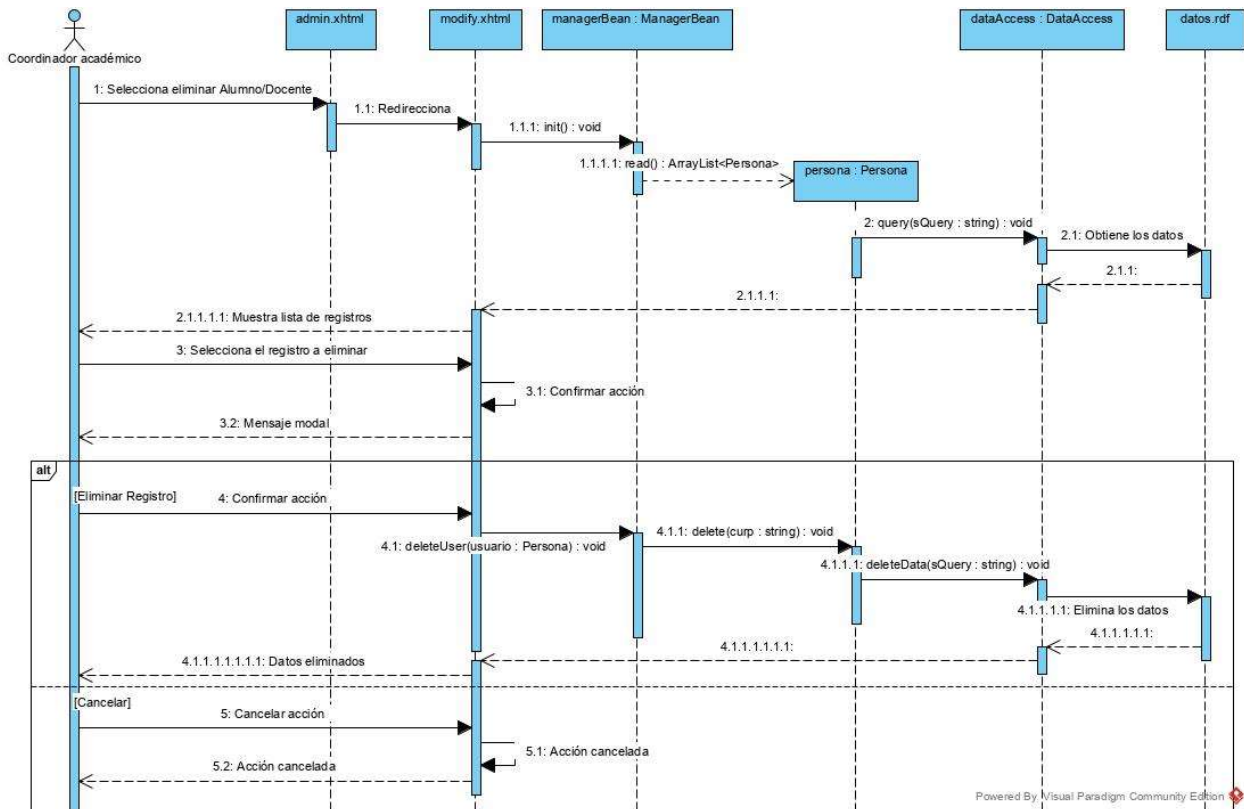 admin.xhtml
modify.xhtml
managerBean : ManagerBean
dataAccess : DataAccess
datos.rdf
Coordinador académico
1: Selecciona eliminar Alumno/Docente
1.1: Redirecciona
1.1.1: init() : void
1.1.1.1: read() : ArrayList<Persona>
persona : Persona
2: query(sQuery : string) : void
2.1: Obtiene los datos
2.1.1:
2.1.1.1:
2.1.1.1.1: Muestra lista de registros
3: Selecciona el registro a eliminar
3.1: Confirmar acción
3.2: Mensaje modal
alt
[Eliminar Registro]
4: Confirmar acción
4.1: deleteUser(usuario : Persona) : void
4.1.1: delete(curp : string) : void
4.1.1.1: deleteData(sQuery : string) : void
4.1.1.1.1: Elimina los datos
4.1.1.1.1.1:
4.1.1.1.1.1.1:
4.1.1.1.1.1.1.1: Datos eliminados
[Cancelar]
5: Cancelar acción
5.1: Acción cancelada
5.2: Acción cancelada
Powered By Visual Paradigm Community Edition